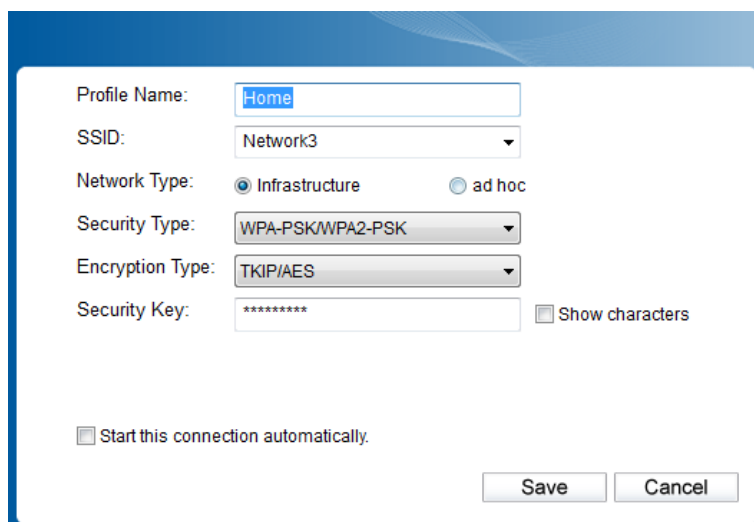 Profile Name: Home
SSID: Network3
Network Type: Infrastructure ad hoc
Security Type: WPA-PSK/WPA2-PSK
Encryption Type: TKIP/AES
Security Key: ********* Show characters
Start this connection automatically.
Save Cancel